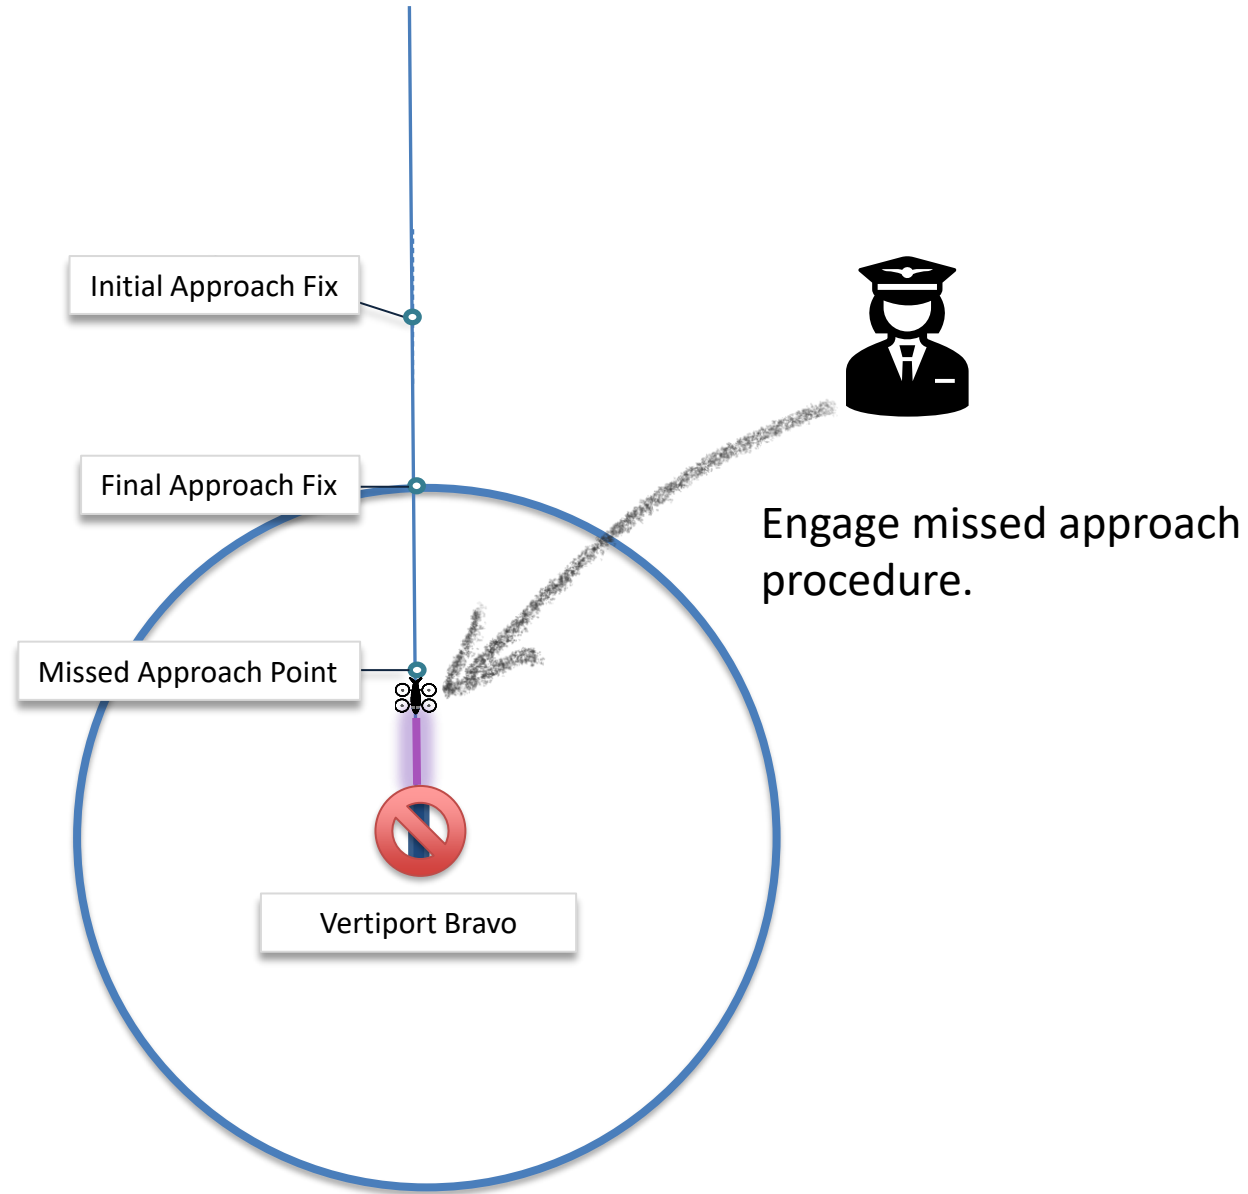 Initial Approach Fix
Final Approach Fix
Engage missed approach
procedure.
Missed Approach Point
Vertiport Bravo